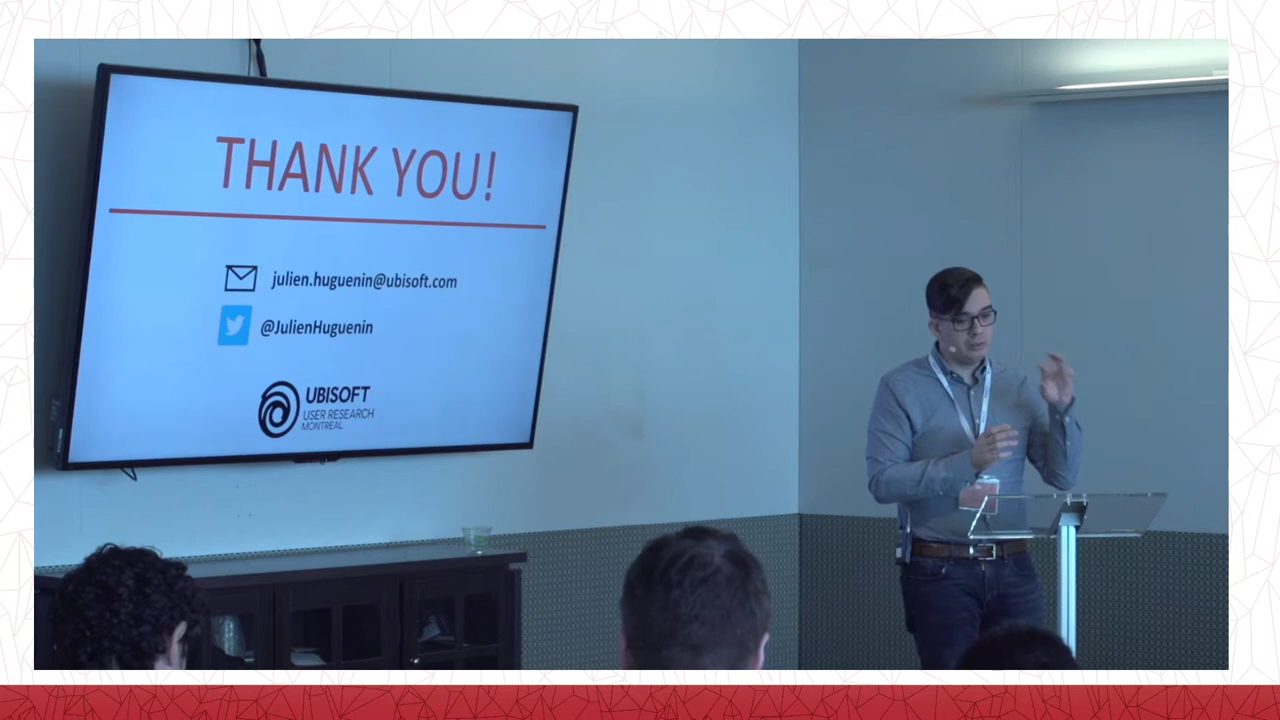 THANK YOU!
julien.huguenin@ubisoft.com
@JulienHuguenin
UBISOFT
USER RESEARCH
MONTREAL